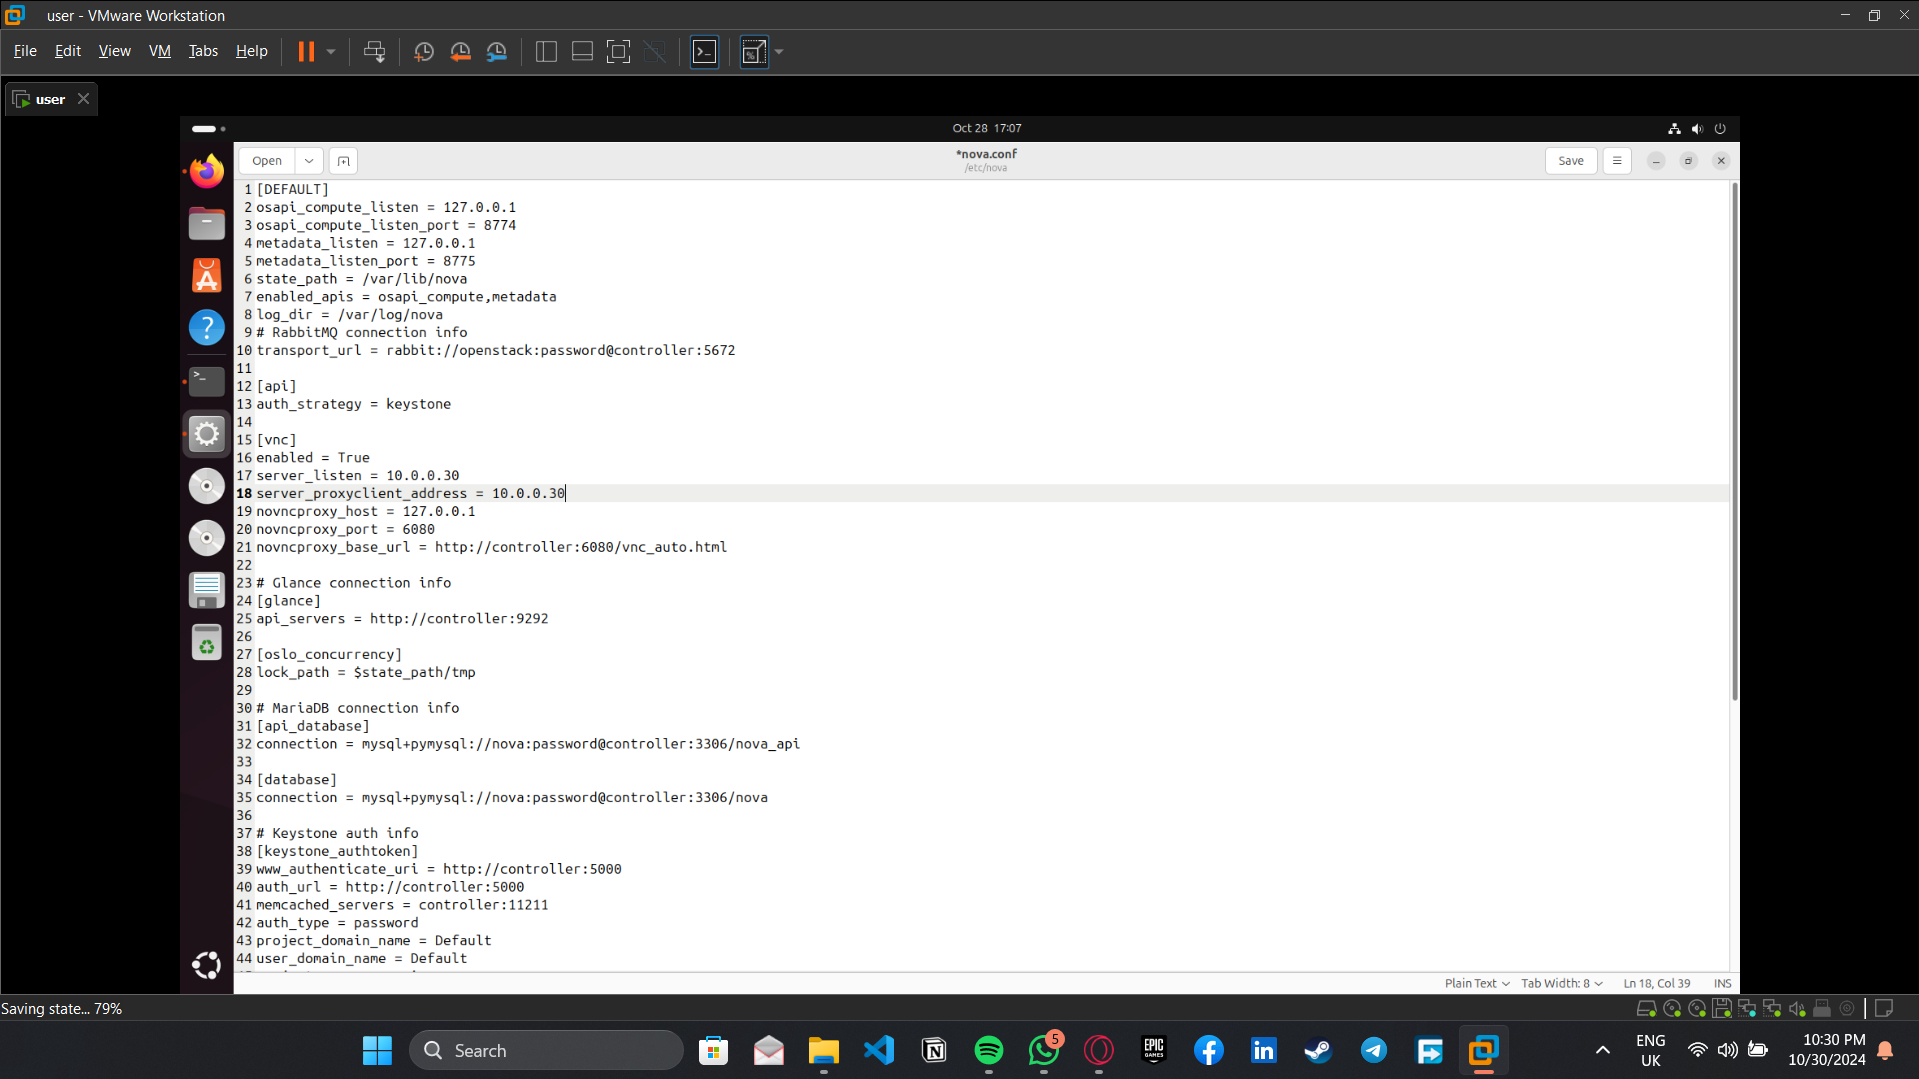 user - VMware Workstation
File Edit View VM Tabs Help
user
Oct 28 17:07
Open
*nova.conf
/etc/nova
Save
1 [DEFAULT]
2 osapi_compute_listen = 127.0.0.1
3 osapi_compute_listen_port = 8774
4 metadata_listen = 127.0.0.1
5 metadata_listen_port = 8775
6 state_path = /var/lib/nova
7 enabled_apis = osapi_compute,metadata
8 log_dir = /var/log/nova
9 # RabbitMQ connection info
10 transport_url = rabbit://openstack:password@controller:5672
11
12 [api]
13 auth_strategy = keystone
14
15 [vnc]
16 enabled = True
17 server_listen = 10.0.0.30
18 server_proxyclient_address = 10.0.0.30
19 novncproxy_host = 127.0.0.1
20 novncproxy_port = 6080
21 novncproxy_base_url = http://controller:6080/vnc_auto.html
22
23 # Glance connection info
24 [glance]
25 api_servers = http://controller:9292
26
27 [oslo_concurrency]
28 lock_path = $state_path/tmp
29
30 # MariaDB connection info
31 [api_database]
32 connection = mysql+pymysql://nova:password@controller:3306/nova_api
33
34 [database]
35 connection = mysql+pymysql://nova:password@controller:3306/nova
36
37 # Keystone auth info
38 [keystone_authtoken]
39 www_authenticate_uri = http://controller:5000
40 auth_url = http://controller:5000
41 memcached_servers = controller:11211
42 auth_type = password
43 project_domain_name = Default
44 user_domain_name = Default
Plain Text Tab Width: 8 Ln 18, Col 39 INS
Saving state... 79%
Search
5
EPIC GAMES
ENG
UK
10:30 PM
10/30/2024